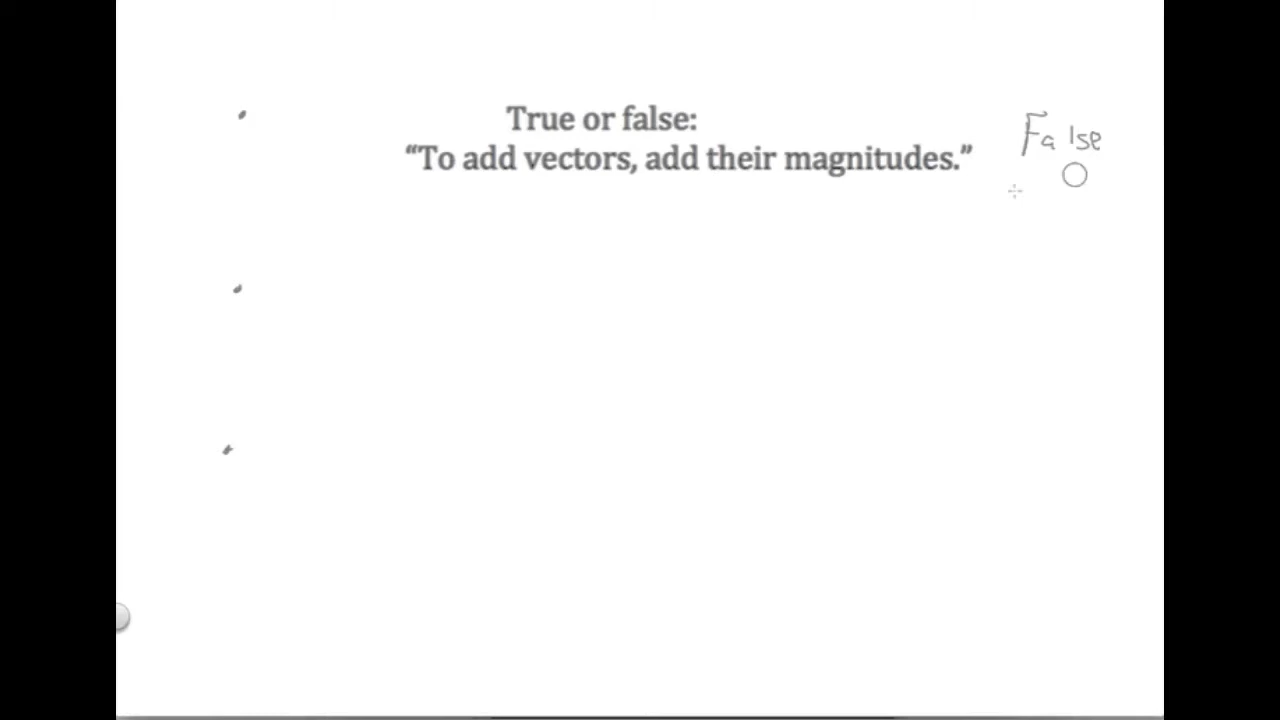 True or false:
“To add vectors, add their magnitudes.”
False